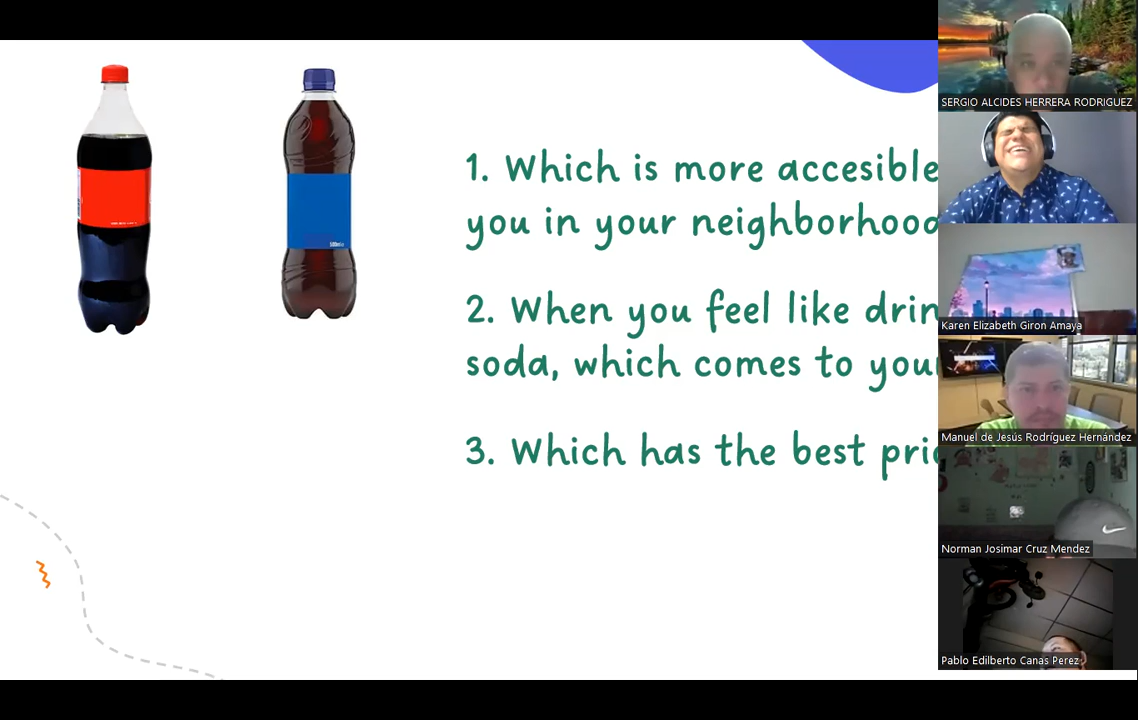 1. Which is more accesible
you in your neighborhood
2. When you feel like drin
soda, which comes to your
3. Which has the best pric
SERGIO ALCIDES HERRERA RODRIGUEZ
Karen Elizabeth Giron Amaya
Manuel de Jesús Rodríguez Hernández
Norman Josimar Cruz Mendez
Pablo Edilberto Canas Perez